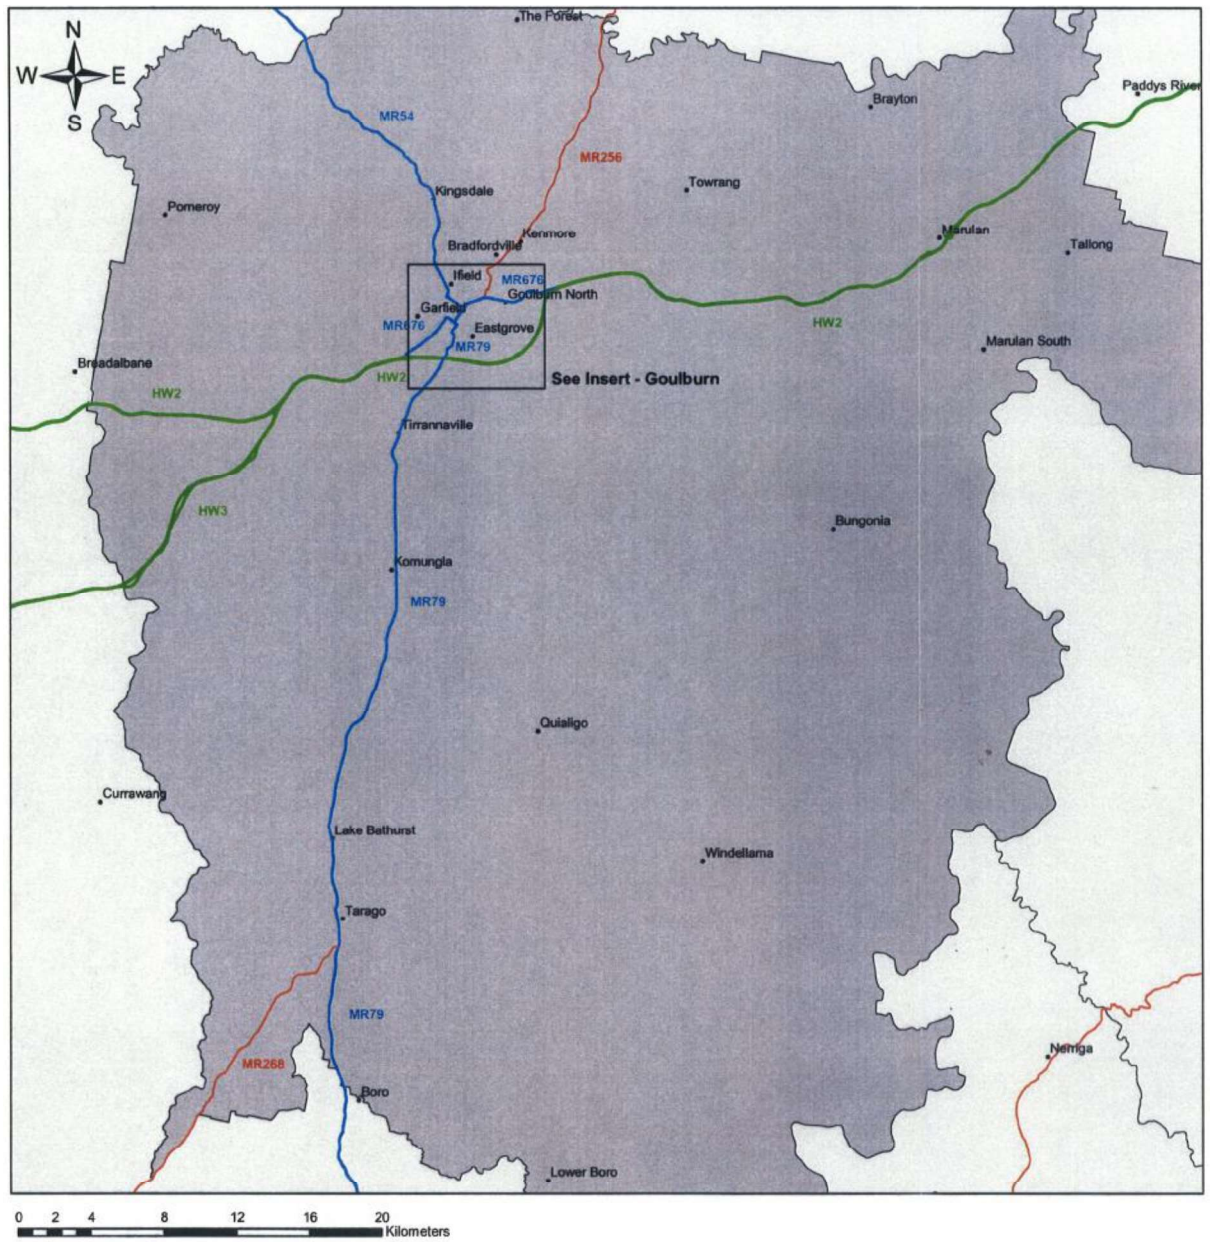 The Forest
N
W E
S
Paddys River
Brayton
MR54
MR256
Towrang
Kingsdale
Pomeroy
Kenmore
Marulan
Bradfordville
Tallong
Ifield
MR676
Goulburn North
Garfield
MR676
Eastgrove
HW2
MR79
Marulan South
Breadalbane
HW2
See Insert - Goulburn
HW2
Tirrannaville
HW3
Bungonia
Komungla
MR79
Quialigo
Currawang
Lake Bathurst
Windellama
Tarago
MR79
Nerriga
MR268
Boro
Lower Boro
0 2 4 8 12 16 20
Kilometers